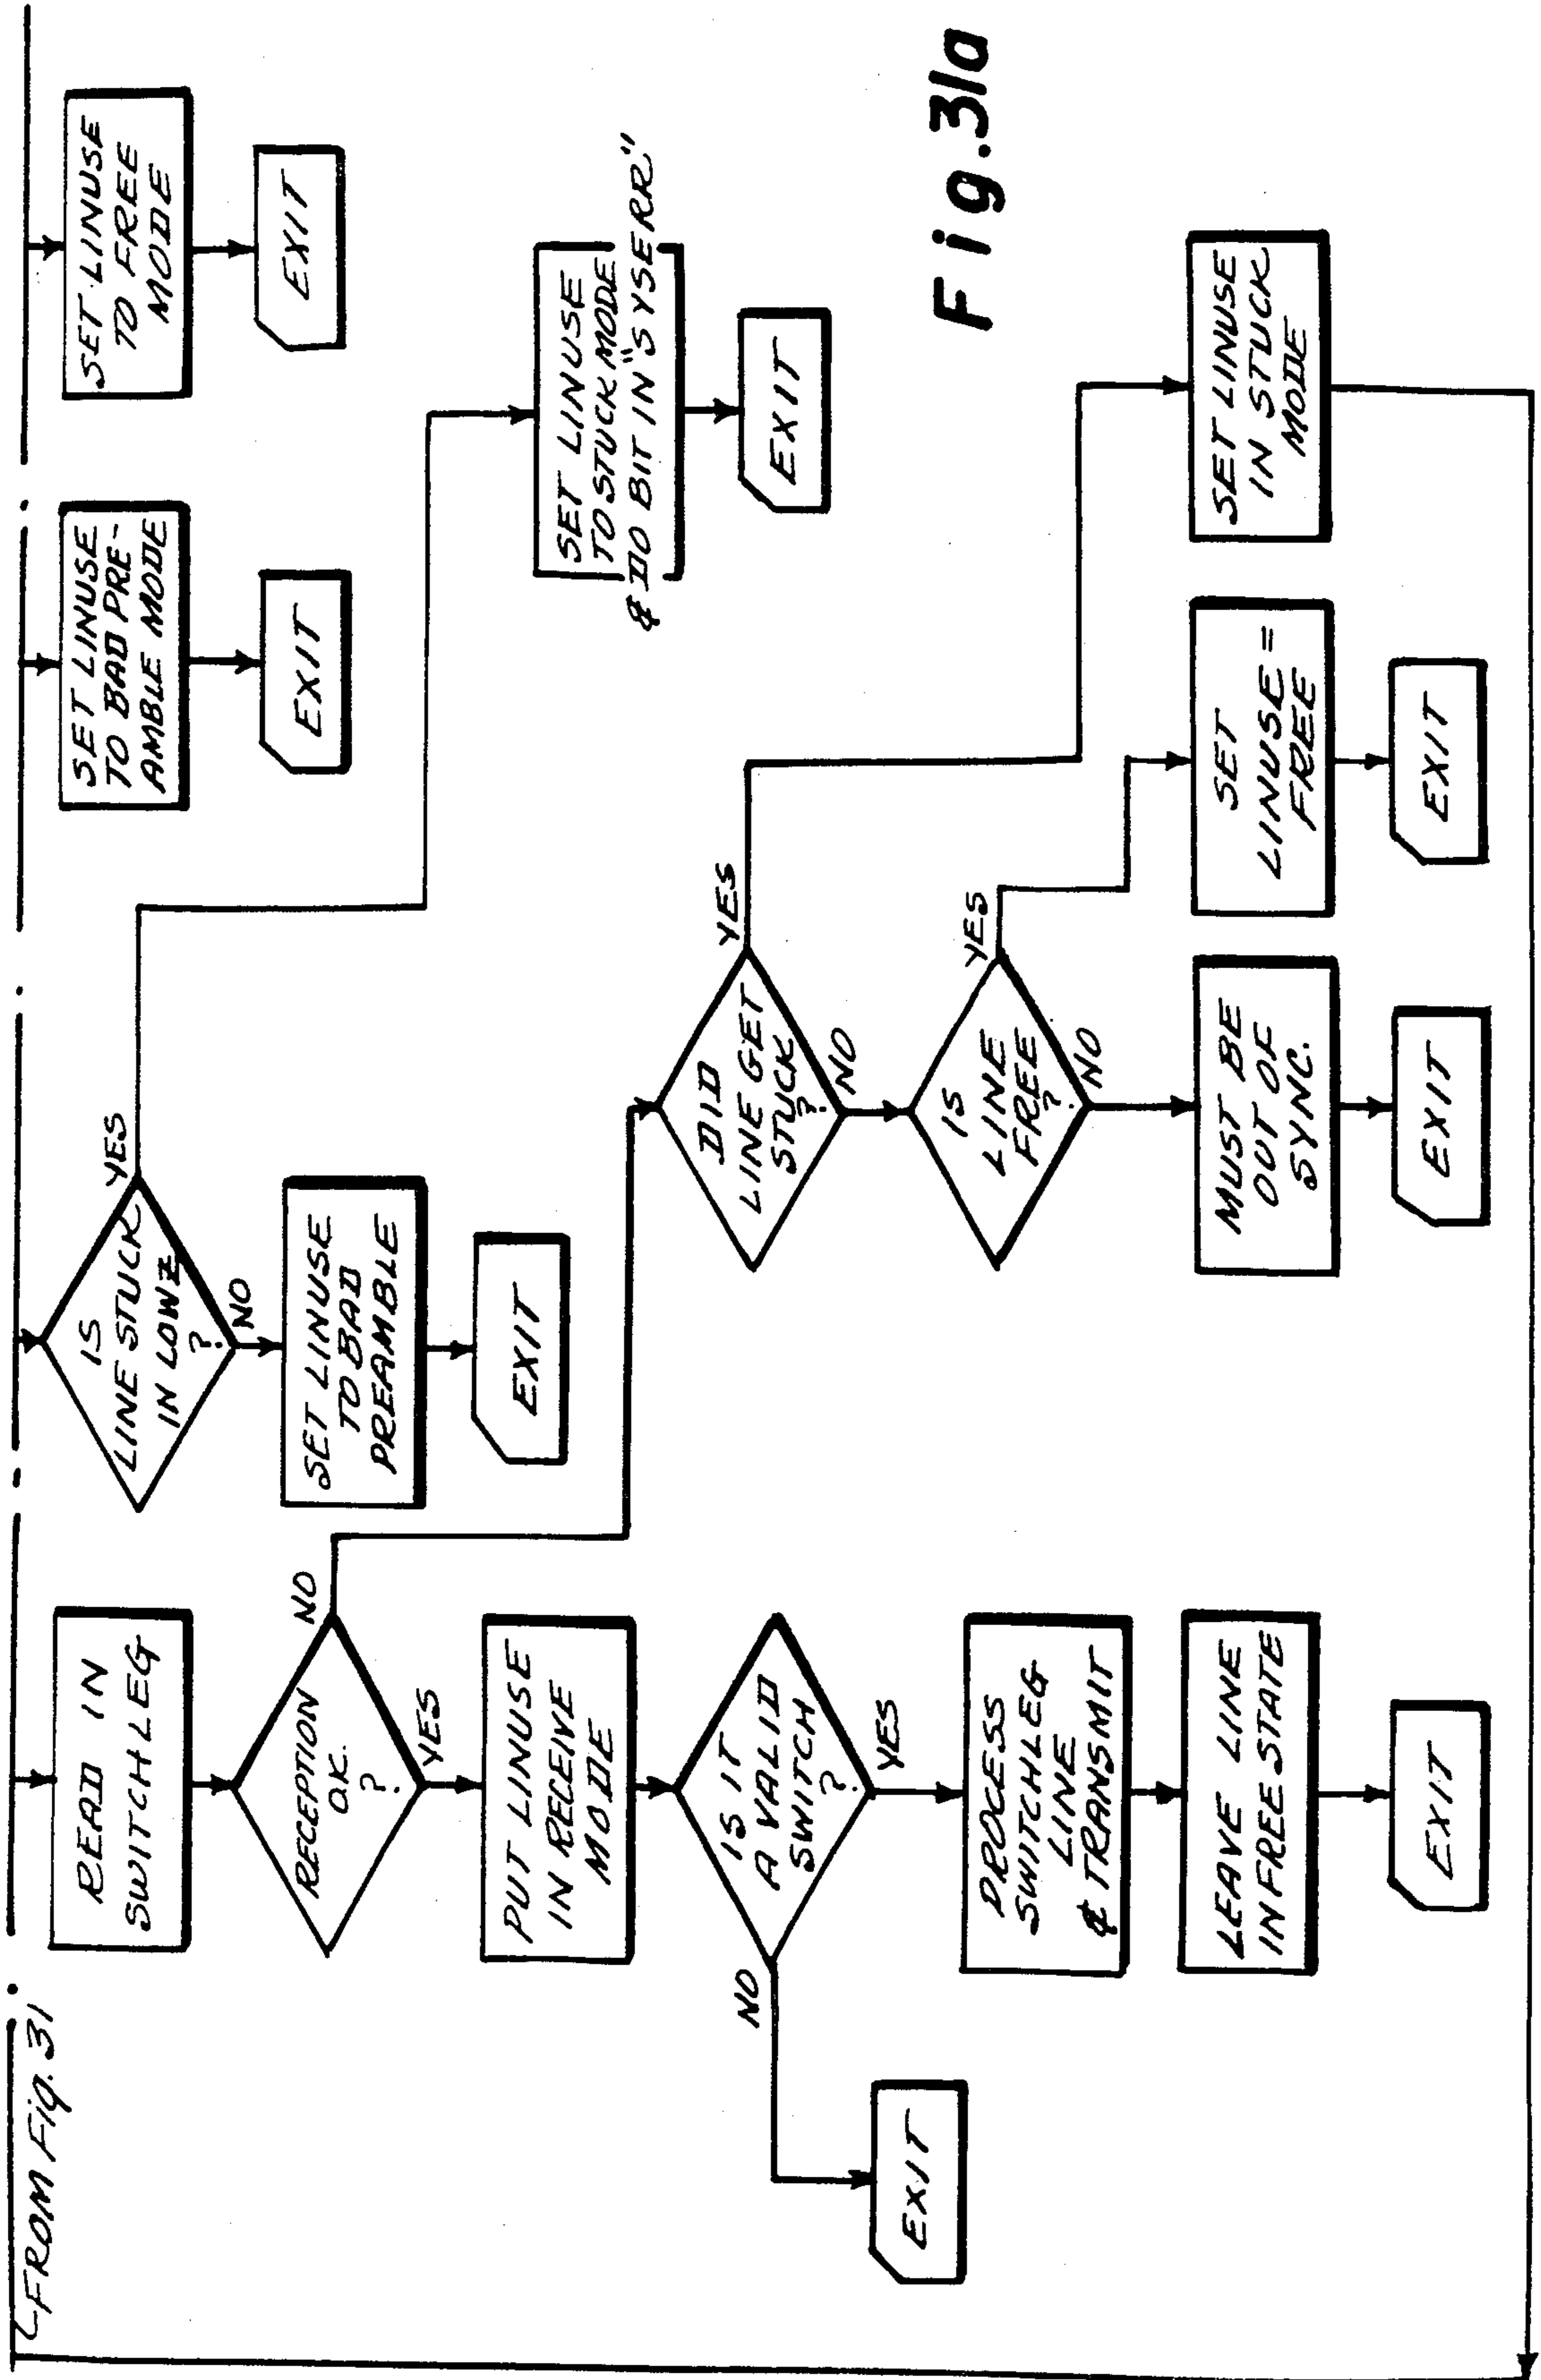 FROM Fig. 31
READ IN
SWITCHLEG
RECEPTION
O.K.
?
NO
YES
PUT LINUSE
IN RECEIVE
MODE
IS IT
A VALID
SWITCH
?
NO
YES
EXIT
PROCESS
SWITCHLEG
LINE
& TRANSMIT
LEAVE LINE
IN FREE STATE
EXIT
IS
LINE STUCK
IN LOW Z
?
YES
NO
SET LINUSE
TO BAD
PREAMBLE
EXIT
SET LINUSE
TO BAD PRE-
AMBLE MODE
EXIT
SET LINUSE
TO FREE
MODE
EXIT
SET LINUSE
TO STUCK MODE
& DO BIT IN "SYSERR"
EXIT
DID
LINE GET
STUCK
?
YES
NO
IS
LINE
FREE
?
YES
NO
MUST BE
OUT OF
SYNC.
EXIT
SET
LINUSE =
FREE
EXIT
SET LINUSE
IN STUCK
MODE
Fig.31a